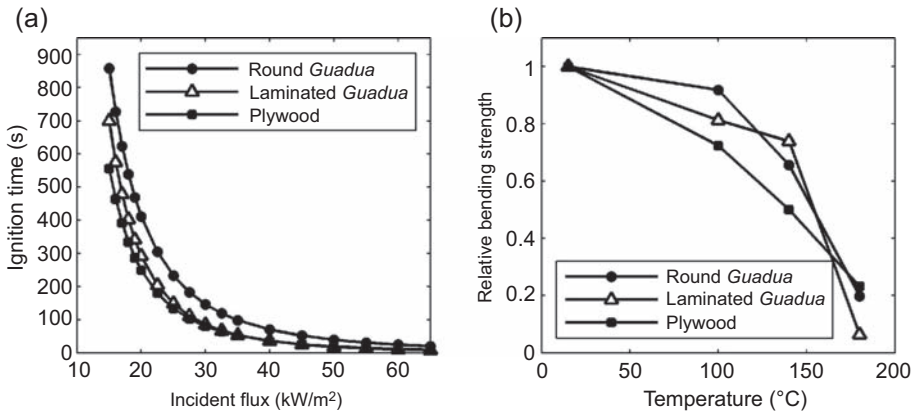 (a)
900
800
700
600
500
400
300
200
100
0
10 20 30 40 50 60
Ignition time (s)
Incident flux (kW/m²)
Round Guadua
Laminated Guadua
Plywood
(b)
1
0.8
0.6
0.4
0.2
0
0 50 100 150 200
Relative bending strength
Temperature (°C)
Round Guadua
Laminated Guadua
Plywood